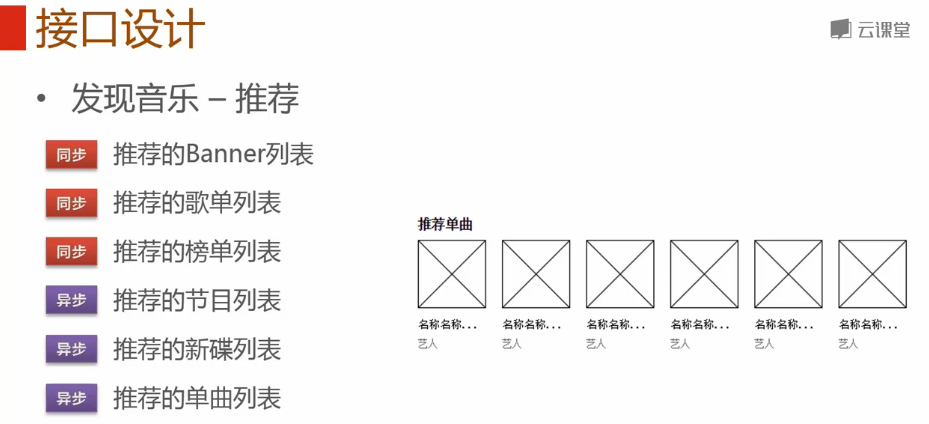 接口设计
云课堂
• 发现音乐 – 推荐
同步 推荐的Banner列表
同步 推荐的歌单列表
同步 推荐的榜单列表
异步 推荐的节目列表
异步 推荐的新碟列表
异步 推荐的单曲列表
推荐单曲
名称名称... 名称名称... 名称名称... 名称名称... 名称名称... 名称名称...
艺人 艺人 艺人 艺人 艺人 艺人